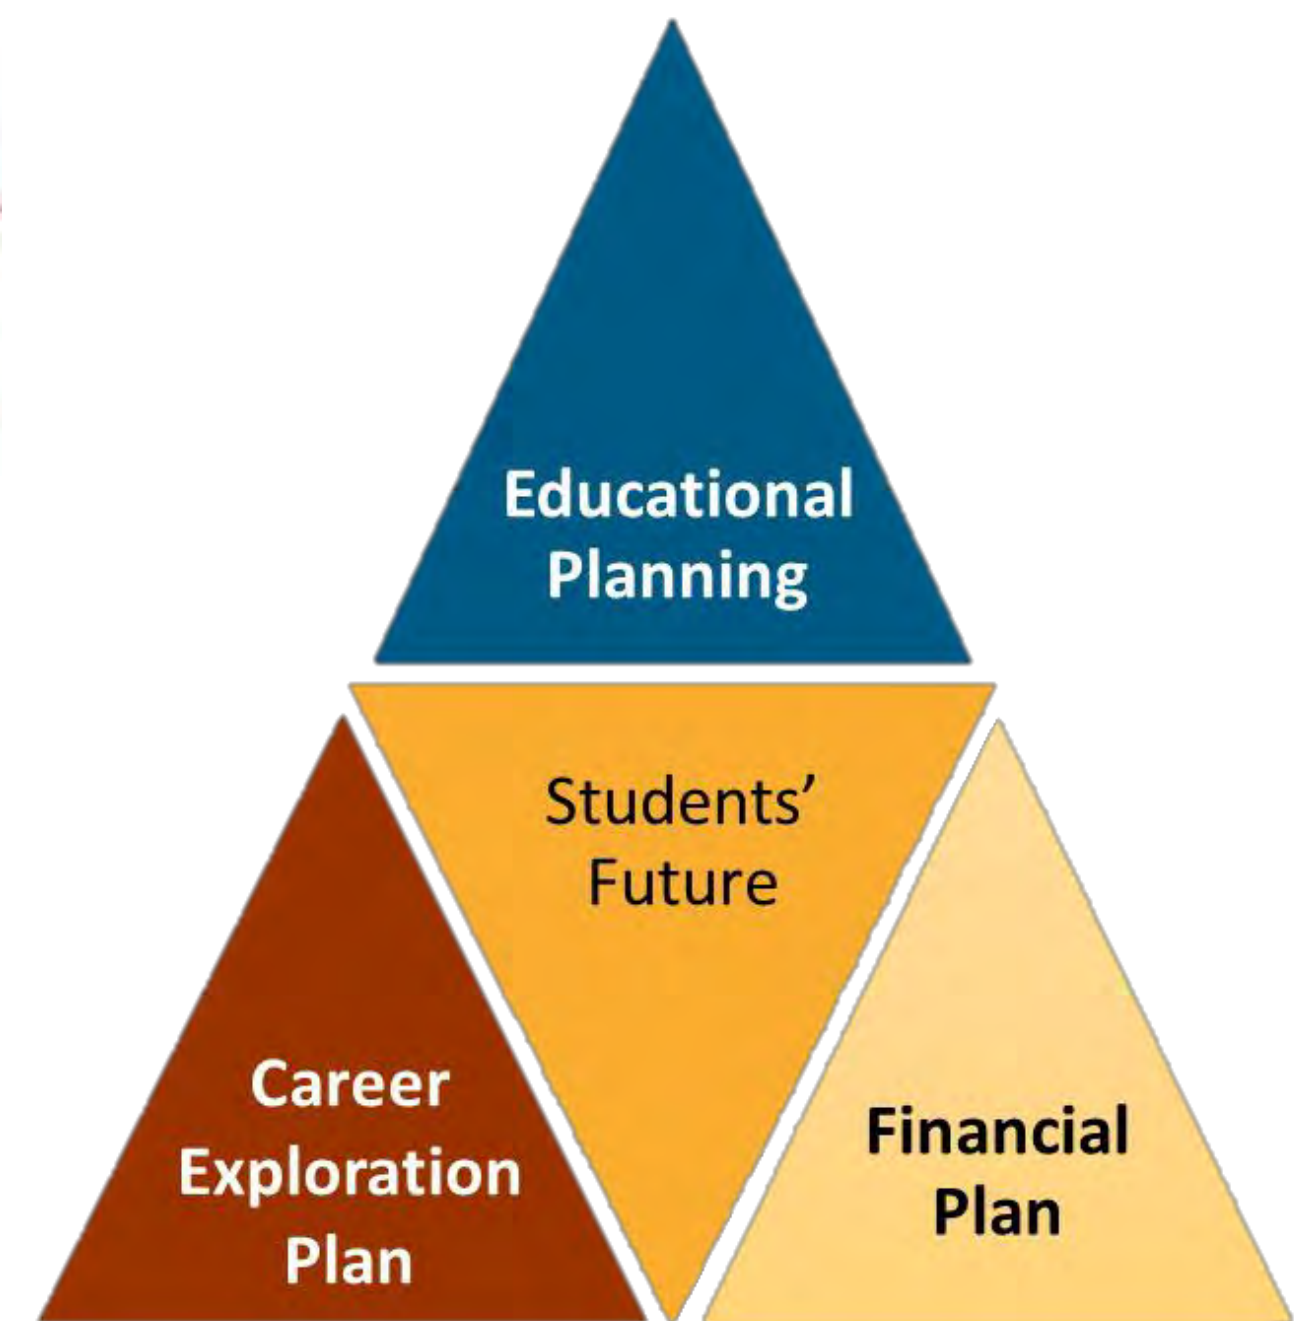 Educational
Planning
Students’
Future
Career
Exploration
Plan
Financial
Plan